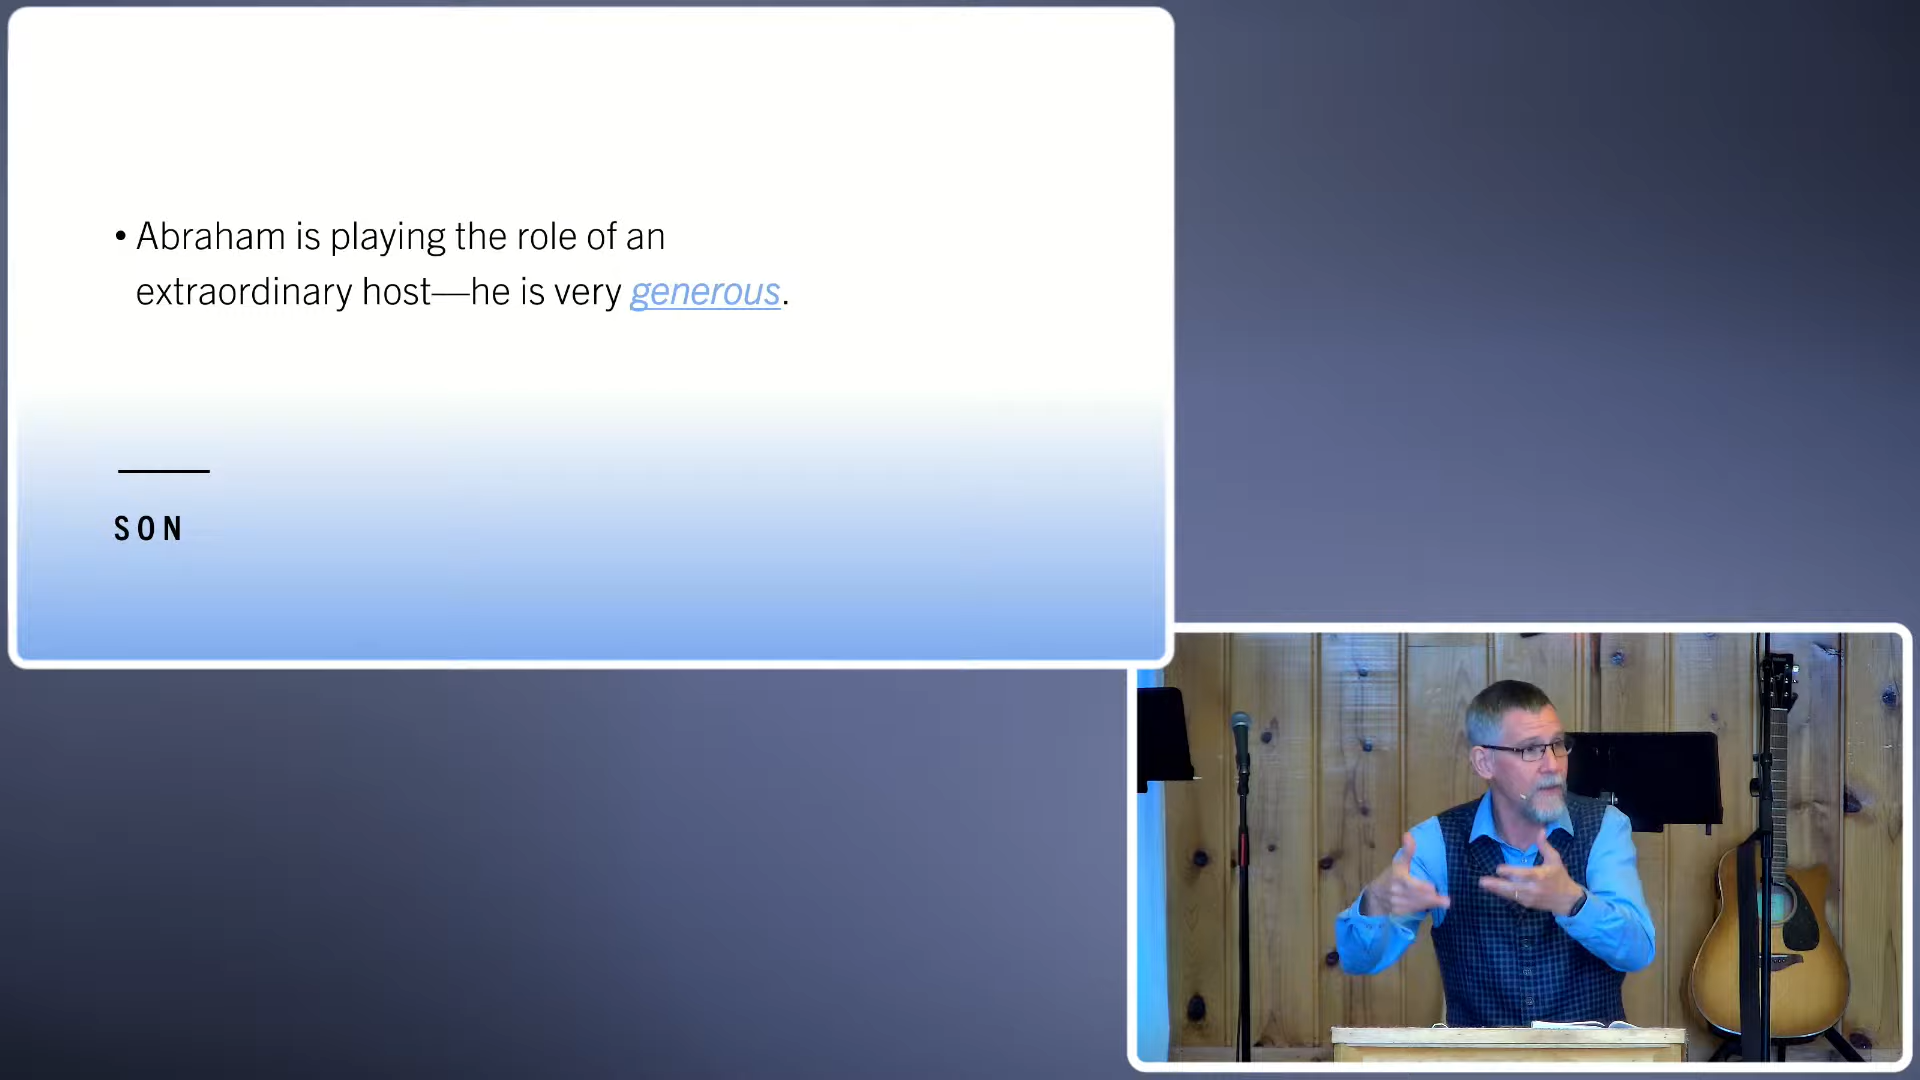 • Abraham is playing the role of an
extraordinary host—he is very generous.
SON